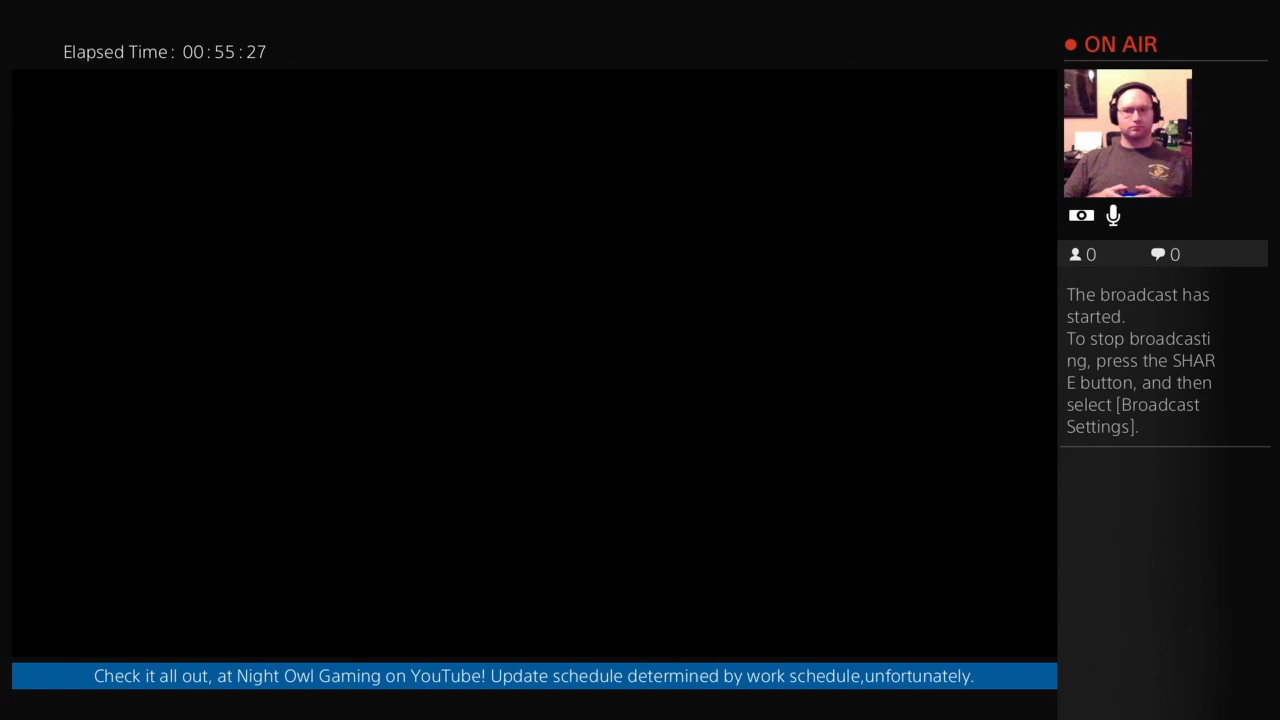 Elapsed Time: 00:55:27
ON AIR
0 0
The broadcast has
started.
To stop broadcasti
ng, press the SHAR
E button, and then
select [Broadcast
Settings].
Check it all out, at Night Owl Gaming on YouTube! Update schedule determined by work schedule,unfortunately.